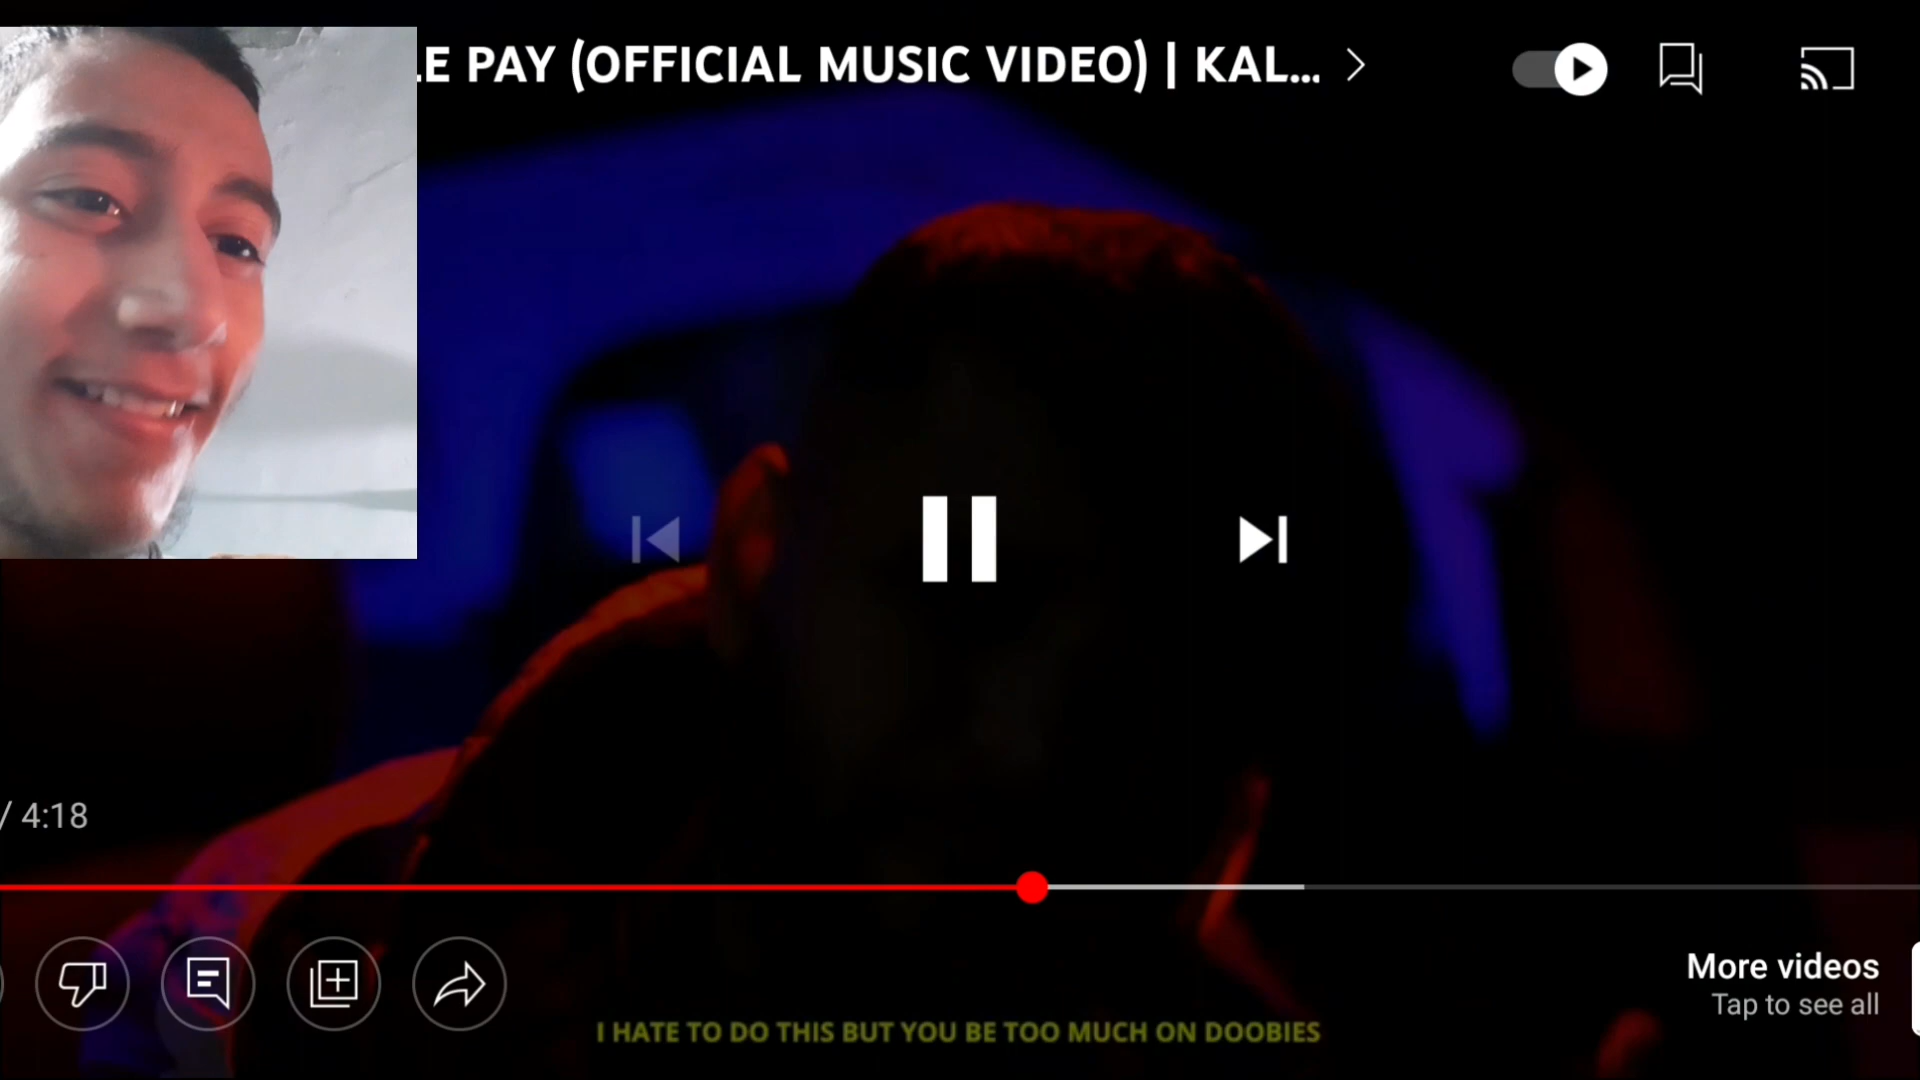 LE PAY (OFFICIAL MUSIC VIDEO) | KAL...
/ 4:18
More videos
Tap to see all
I HATE TO DO THIS BUT YOU BE TOO MUCH ON DOOBIES